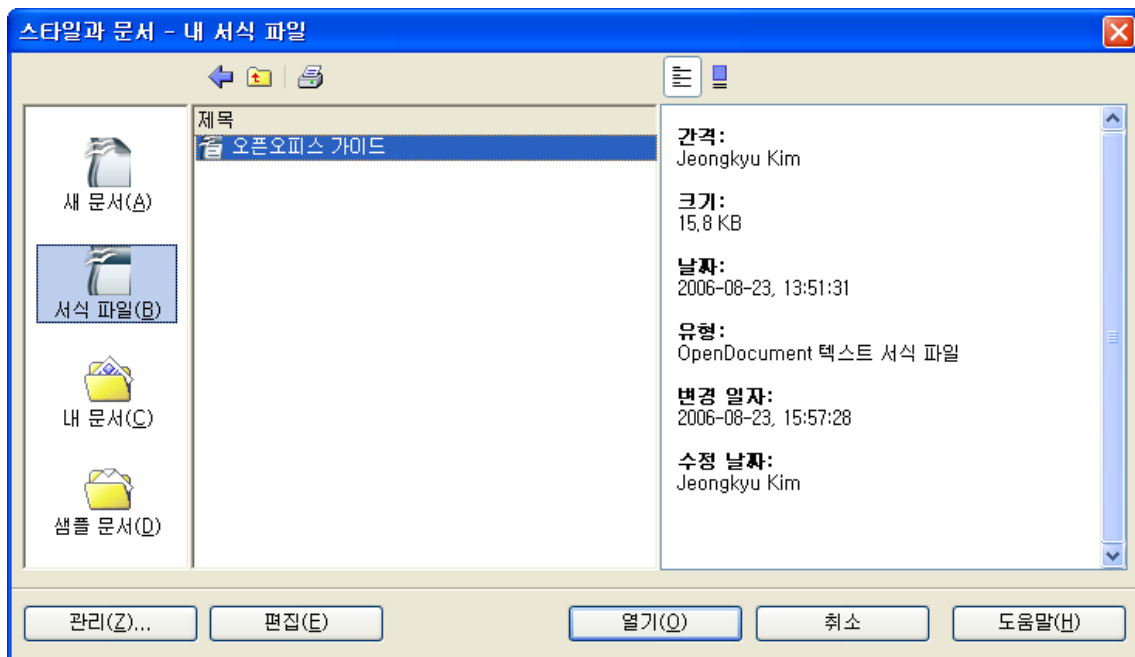 스타일과 문서 - 내 서식 파일
새 문서(A)
서식 파일(B)
내 문서(C)
샘플 문서(D)
제목
오픈오피스 가이드
간격:
Jeongkyu Kim
크기:
15,8 KB
날짜:
2006-08-23, 13:51:31
유형:
OpenDocument 텍스트 서식 파일
변경 일자:
2006-08-23, 15:57:28
수정 날짜:
Jeongkyu Kim
관리(Z)... 편집(E) 열기(O) 취소 도움말(H)